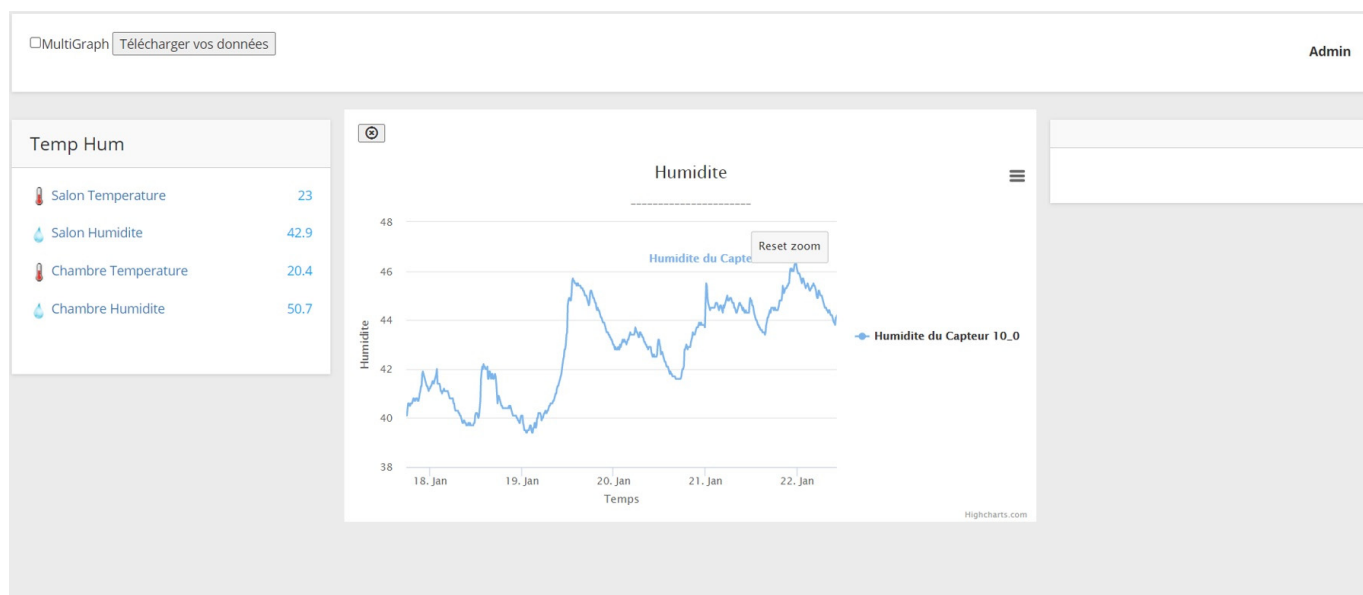 MultiGraph Télécharger vos données
Admin
Temp Hum
Salon Temperature 23
Salon Humidite 42.9
Chambre Temperature 20.4
Chambre Humidite 50.7
Humidite
----------------------
Reset zoom
Humidite du Capte
48
46
44
42
40
38
Humidite
18. Jan 19. Jan 20. Jan 21. Jan 22. Jan
Temps
Humidite du Capteur 10_0
Highcharts.com